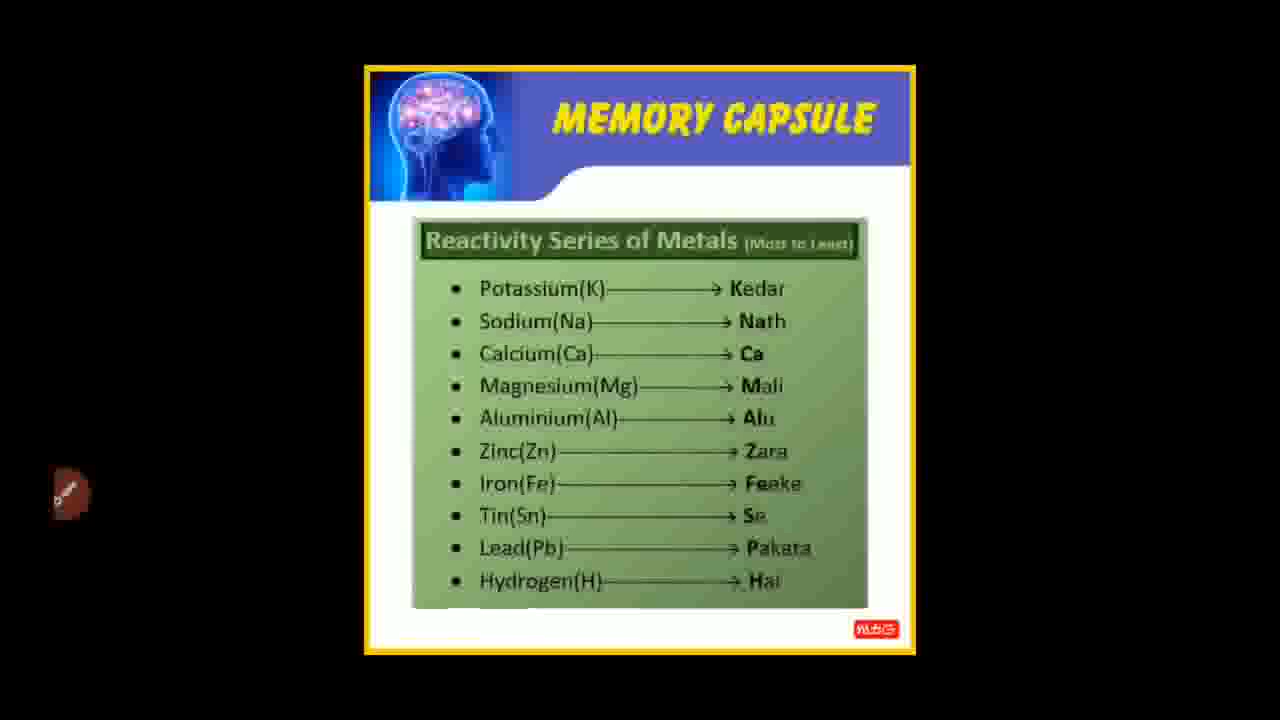 MEMORY CAPSULE
Reactivity Series of Metals (Most to Least)
• Potassium(K) → Kedar
• Sodium(Na) → Nath
• Calcium(Ca) → Ca
• Magnesium(Mg) → Mali
• Aluminium(Al) → Alu
• Zinc(Zn) → Zara
• Iron(Fe) → Feeke
• Tin(Sn) → Se
• Lead(Pb) → Pakata
• Hydrogen(H) → Hai